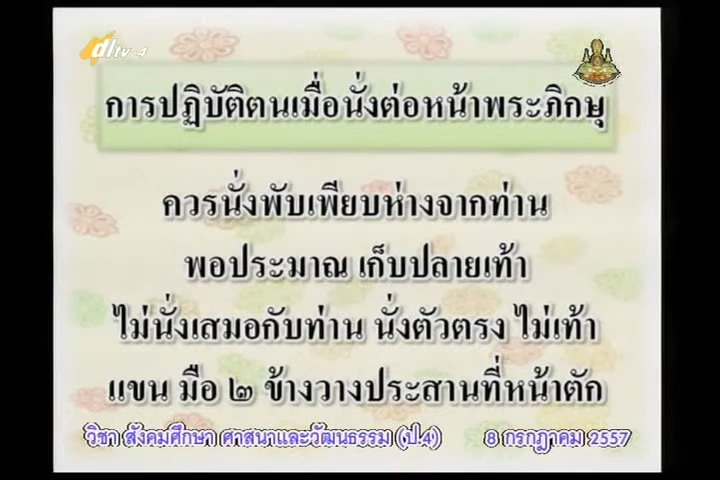 dltv 4
การปฏิบัติตนเมื่อนั่งต่อหน้าพระภิกษุ
ควรนั่งพับเพียบห่างจากท่าน
พอประมาณ เก็บปลายเท้า
ไม่นั่งเสมอกับท่าน นั่งตัวตรง ไม่เท้า
แขน มือ ๒ ข้างวางประสานที่หน้าตัก
วิชา สังคมศึกษา ศาสนาและวัฒนธรรม (ป.4) 8 กรกฎาคม 2557